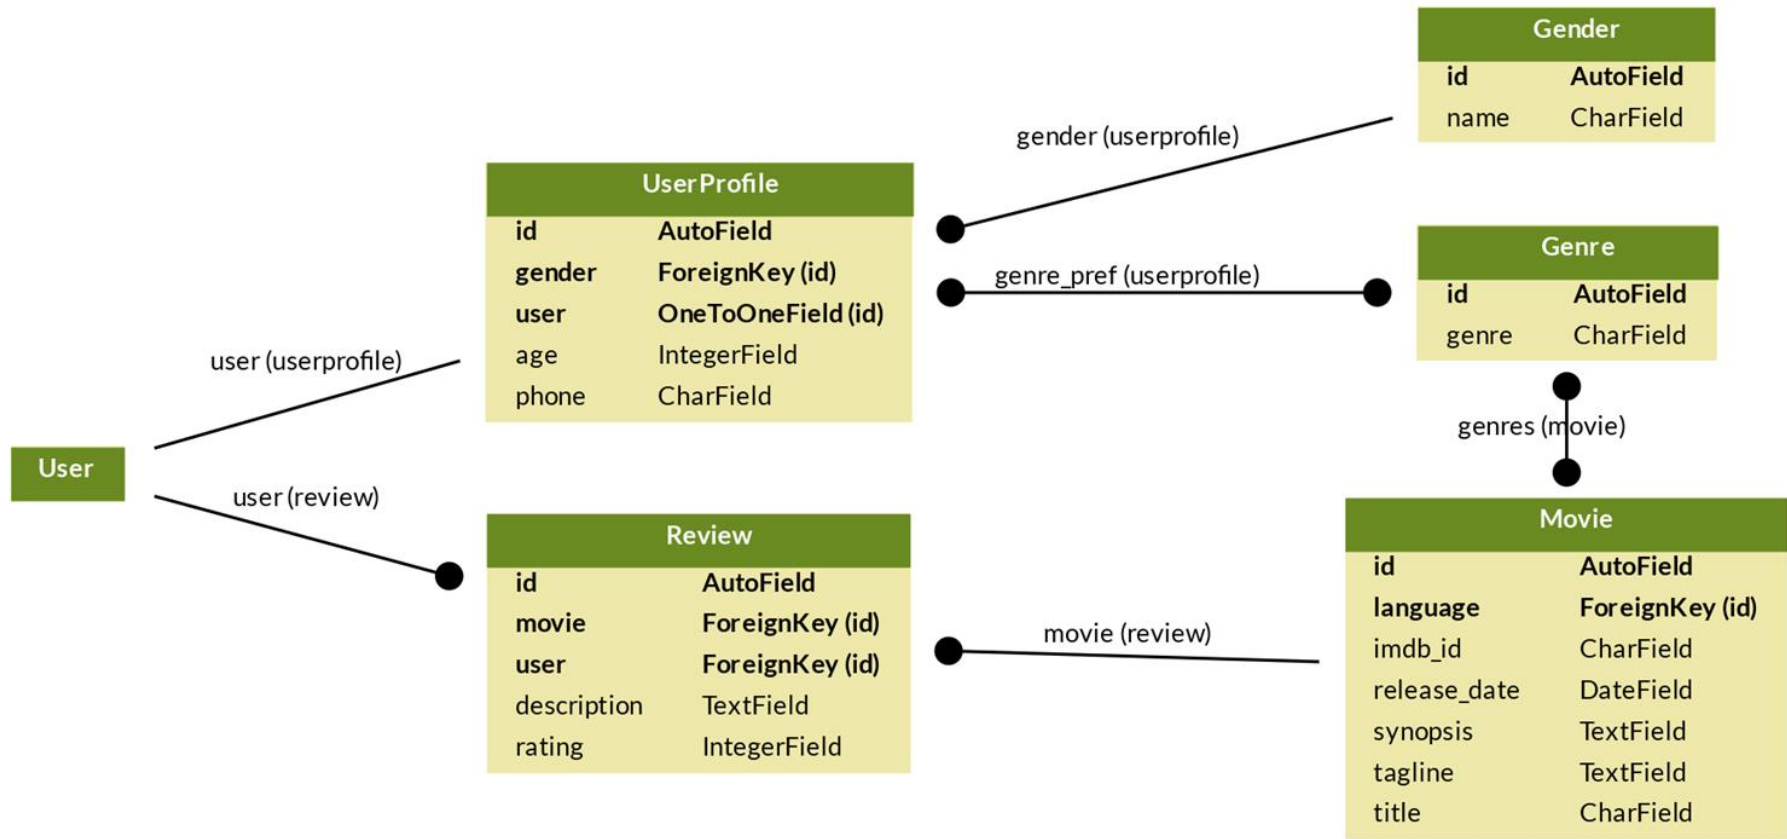 Gender
id AutoField
name CharField
gender (userprofile)
UserProfile
id AutoField
gender ForeignKey (id)
user OneToOneField (id)
age IntegerField
phone CharField
genre_pref (userprofile)
Genre
id AutoField
genre CharField
user (userprofile)
genres (movie)
User
user (review)
Review
id AutoField
movie ForeignKey (id)
user ForeignKey (id)
description TextField
rating IntegerField
movie (review)
Movie
id AutoField
language ForeignKey (id)
imdb_id CharField
release_date DateField
synopsis TextField
tagline TextField
title CharField